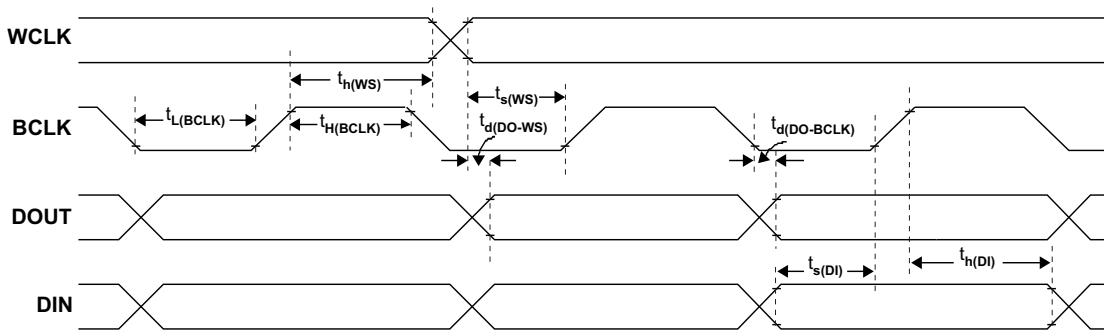 WCLK
th(WS)
ts(WS)
BCLK
tL(BCLK)
tH(BCLK)
td(DO-WS)
td(DO-BCLK)
DOUT
ts(DI)
th(DI)
DIN